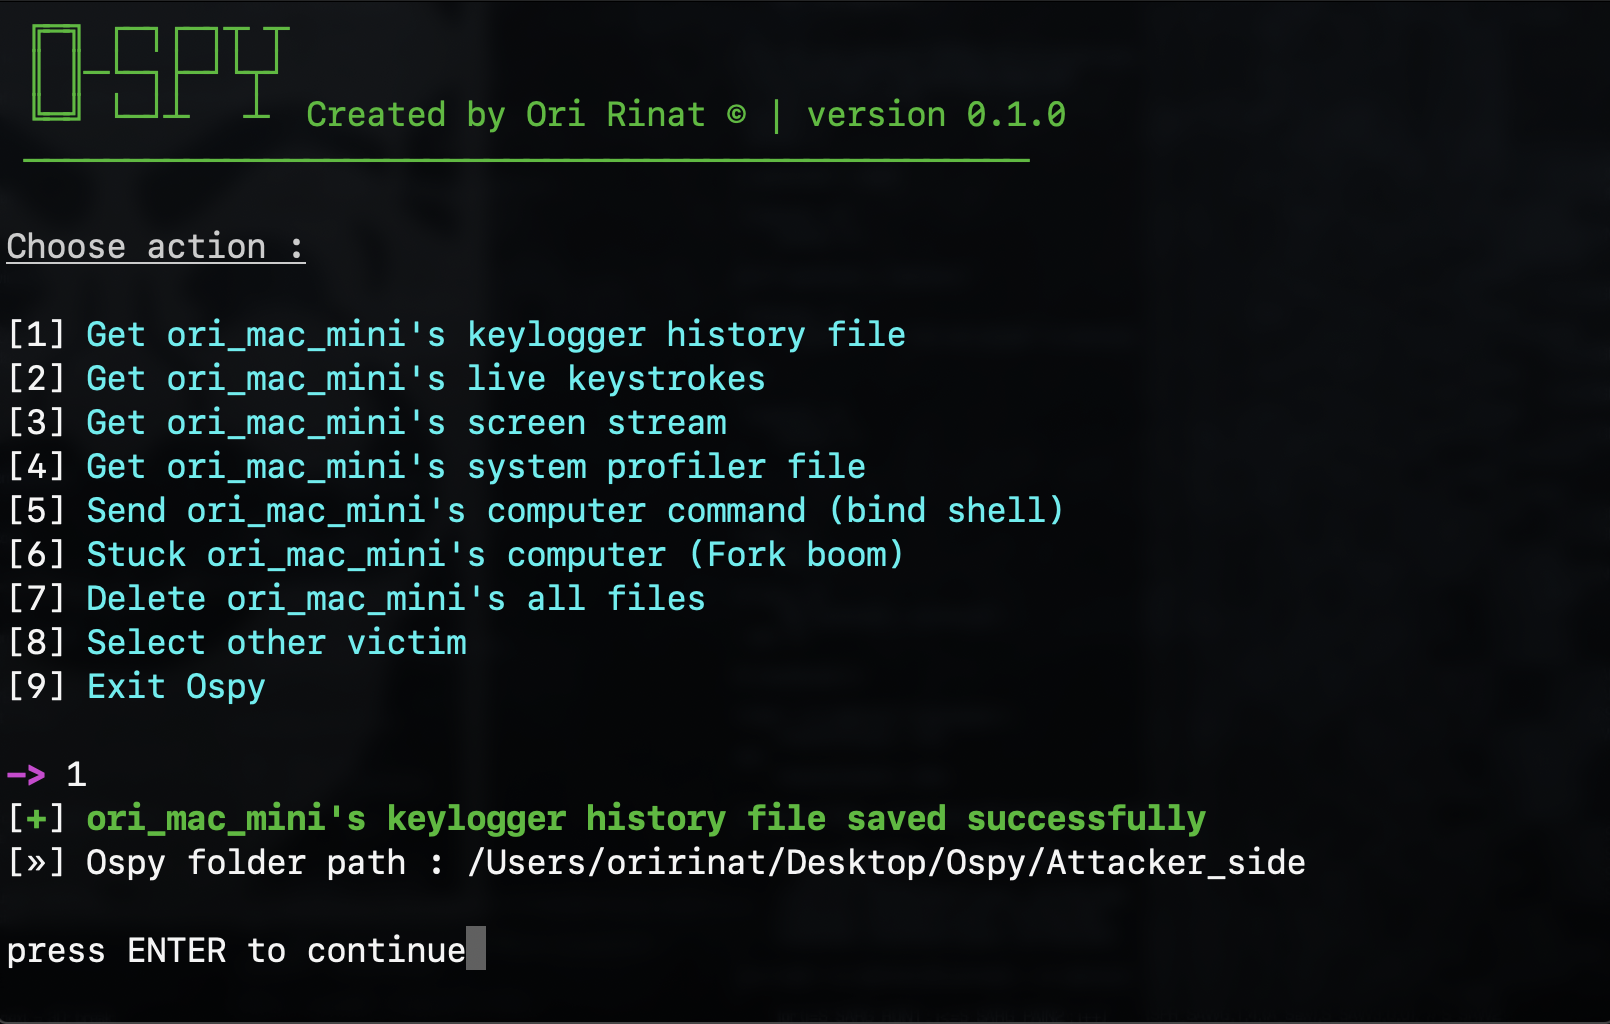 O-SPY Created by Ori Rinat © | version 0.1.0
Choose action :
[1] Get ori_mac_mini's keylogger history file
[2] Get ori_mac_mini's live keystrokes
[3] Get ori_mac_mini's screen stream
[4] Get ori_mac_mini's system profiler file
[5] Send ori_mac_mini's computer command (bind shell)
[6] Stuck ori_mac_mini's computer (Fork boom)
[7] Delete ori_mac_mini's all files
[8] Select other victim
[9] Exit Ospy
—> 1
[+] ori_mac_mini's keylogger history file saved successfully
[»] Ospy folder path : /Users/oririnat/Desktop/Ospy/Attacker_side
press ENTER to continue